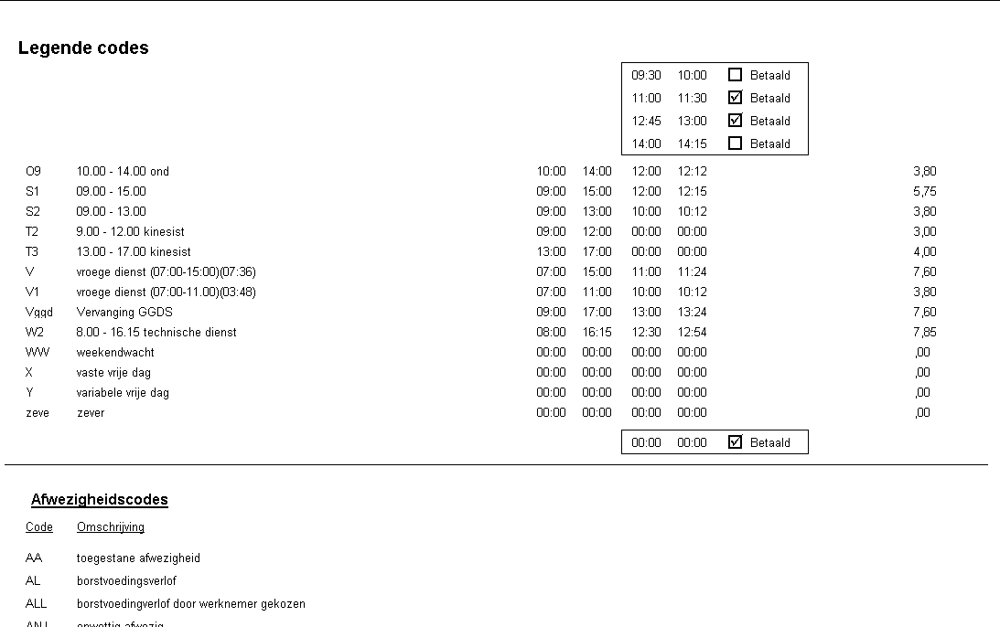 Legende codes
09:30 10:00 Betaald
11:00 11:30 Betaald
12:45 13:00 Betaald
14:00 14:15 Betaald
O9 10.00 - 14.00 ond 10:00 14:00 12:00 12:12 3,80
S1 09.00 - 15.00 09:00 15:00 12:00 12:15 5,75
S2 09.00 - 13.00 09:00 13:00 10:00 10:12 3,80
T2 9.00 - 12.00 kinesist 09:00 12:00 00:00 00:00 3,00
T3 13.00 - 17.00 kinesist 13:00 17:00 00:00 00:00 4,00
V vroege dienst (07:00-15:00)(07:36) 07:00 15:00 11:00 11:24 7,60
V1 vroege dienst (07:00-11.00)(03:48) 07:00 11:00 10:00 10:12 3,80
Vggd Vervanging GGDS 09:00 17:00 13:00 13:24 7,60
W2 8.00 - 16.15 technische dienst 08:00 16:15 12:30 12:54 7,85
WW weekendwacht 00:00 00:00 00:00 00:00 ,00
X vaste vrije dag 00:00 00:00 00:00 00:00 ,00
Y variabele vrije dag 00:00 00:00 00:00 00:00 ,00
zeve zever 00:00 00:00 00:00 00:00 ,00
00:00 00:00 Betaald
Afwezigheidscodes
Code Omschrijving
AA toegestane afwezigheid
AL borstvoedingsverlof
ALL borstvoedingverlof door werknemer gekozen
afwezig